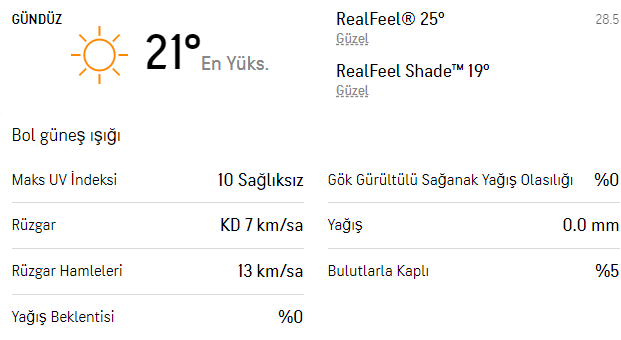 GÜNDÜZ
21° En Yüks.
RealFeel® 25°
Güzel
RealFeel Shade™ 19°
Güzel
28.5
Bol güneş ışığı
Maks UV İndeksi 10 Sağlıksız
Rüzgar KD 7 km/sa
Rüzgar Hamleleri 13 km/sa
Yağış Beklentisi %0
Gök Gürültülü Sağanak Yağış Olasılığı %0
Yağış 0.0 mm
Bulutlarla Kaplı %5